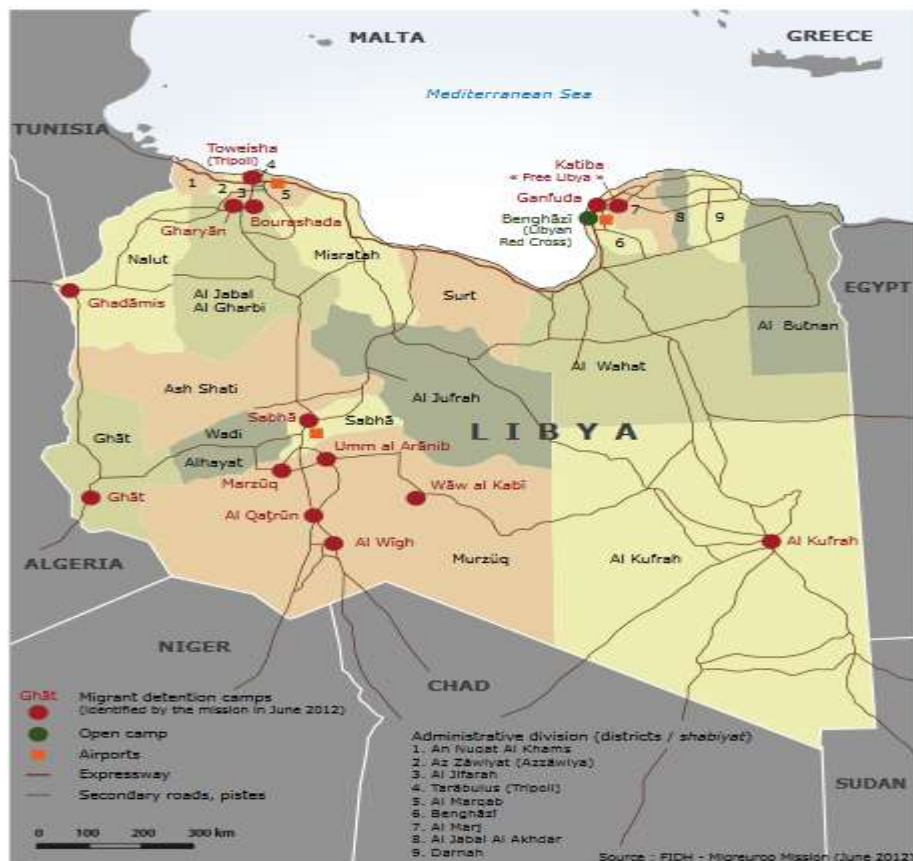 MALTA
GREECE
Mediterranean Sea
TUNISIA
Toweisha
(Tripoli)
4
Katiba
« Free Libya »
1
2
3
5
Ganfuda
7
8
9
Gharyān
Bourashada
Benghāzī
(Libyan
Red Cross)
6
Nalut
Misratah
Ghadāmis
Al Jabal
Al Gharbi
Surt
EGYPT
Al Butnan
Al Wahat
Ash Shati
Al Jufrah
Sabhā
Sabhā
LIBYA
Ghāt
Wadi
Alhayat
Umm al Arānib
Marzūq
Wāw al Kabī
Ghāt
Al Qaţrūn
Al Wīgh
Al Kufrah
ALGERIA
Murzūq
Al Kufrah
NIGER
CHAD
SUDAN
Ghāt
Migrant detention camps
(identified by the mission in June 2012)
Open camp
Airports
Expressway
Secondary roads, pistes
0 100 200 300 km
Administrative division (districts / shabiyat)
1. An Nuqat Al Khams
2. Az Zāwiyat (Azzāwiya)
3. Al Jifarah
4. Tarābulus (Tripoli)
5. Al Marqab
6. Benghāzī
7. Al Marj
8. Al Jabal Al Akhdar
9. Darnah
Source : FIDH - Migreurop Mission (June 2012)